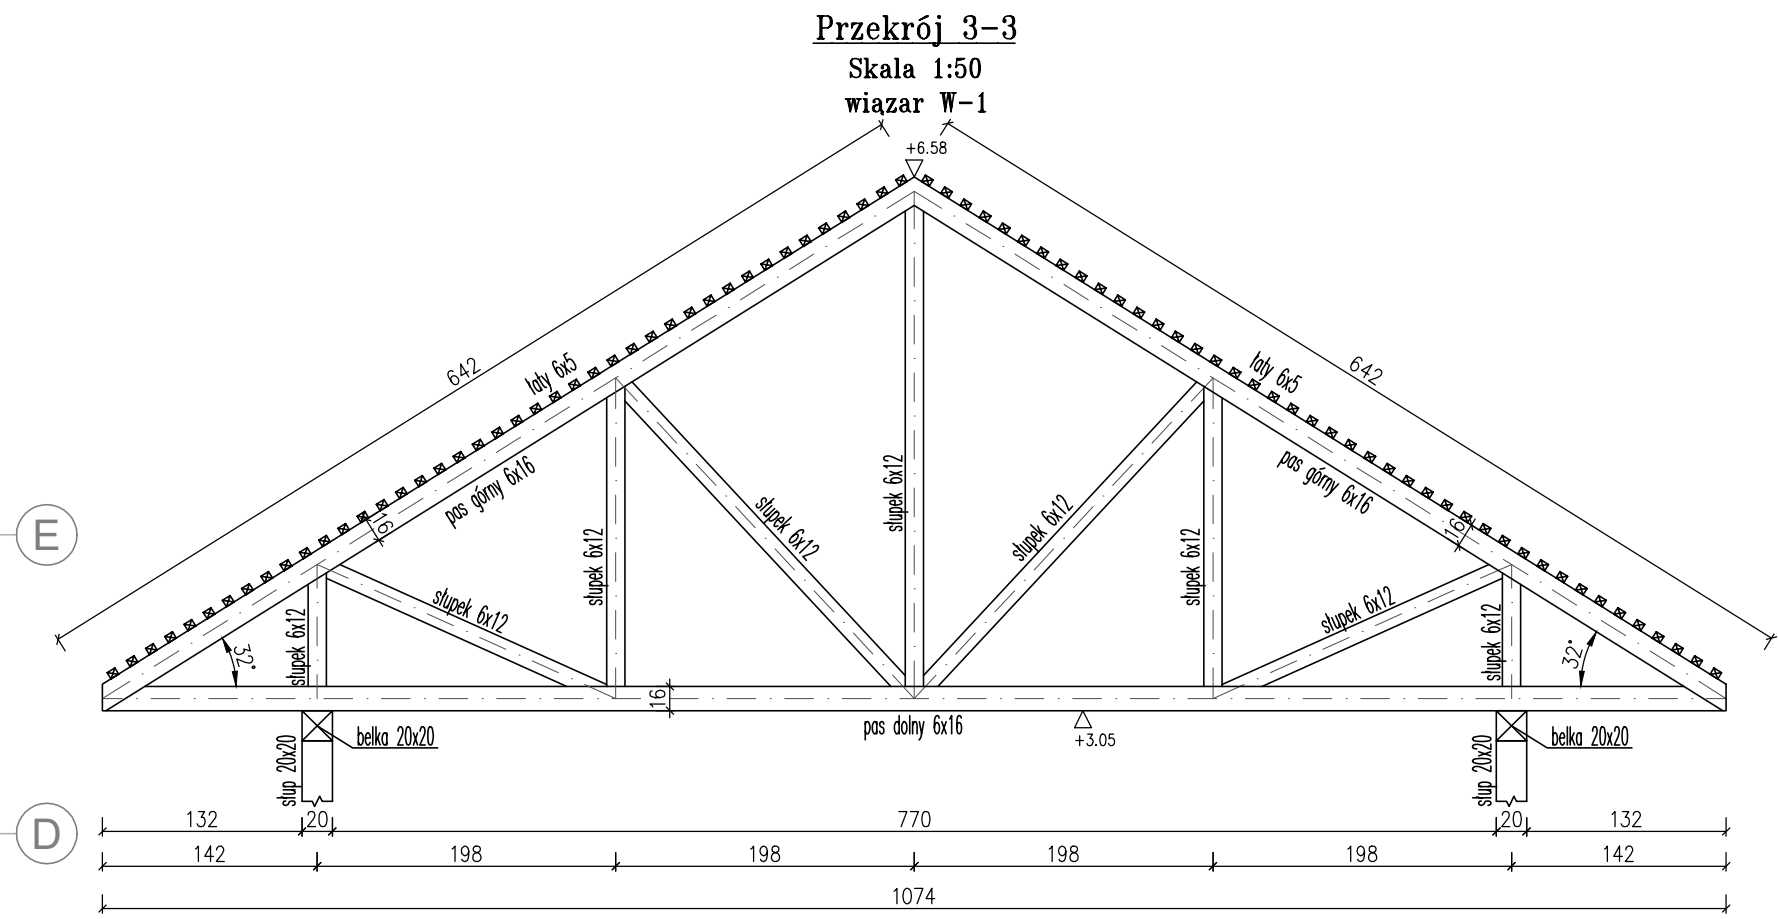 Przekrój 3-3
Skala 1:50
wiązar W-1
+6.58
642
łaty 6x5
łaty 6x5
642
pas górny 6x16
pas górny 6x16
16
16
E
słupek 6x12
słupek 6x12
słupek 6x12
słupek 6x12
słupek 6x12
słupek 6x12
słupek 6x12
słupek 6x12
słupek 6x12
32°
32°
16
pas dolny 6x16
+3.05
belka 20x20
belka 20x20
słup 20x20
słup 20x20
D
132
20
770
20
132
142
198
198
198
198
142
1074